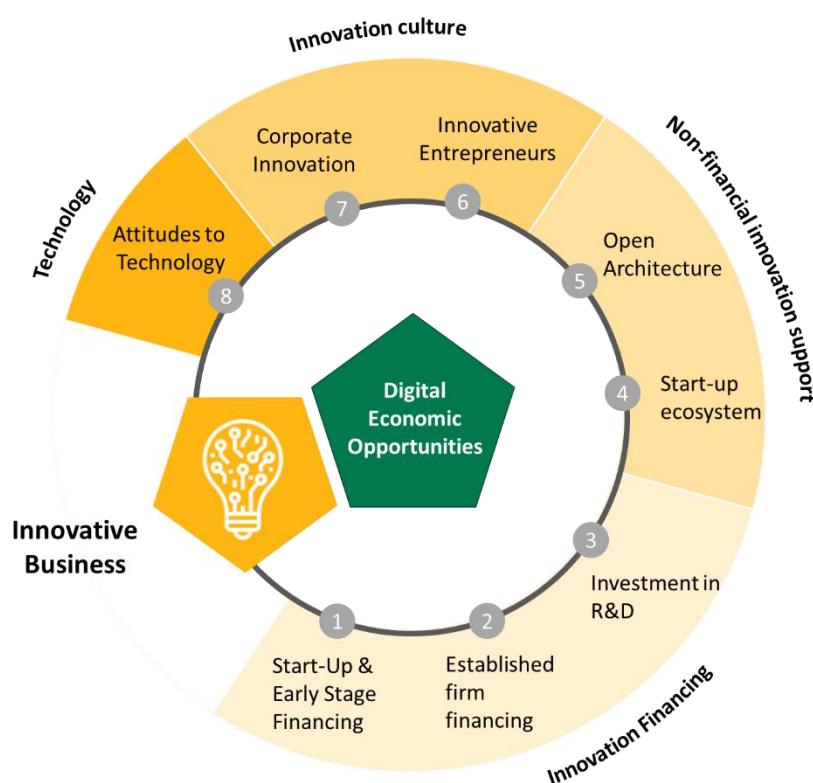 Innovation culture
Corporate
Innovation
7
Innovative
Entrepreneurs
6
Non-financial innovation support
Open
Architecture
5
Start-up
ecosystem
4
Technology
Attitudes to
Technology
8
Digital
Economic
Opportunities
Innovative
Business
3
Investment in
R&D
2
Established
firm
financing
1
Start-Up &
Early Stage
Financing
Innovation Financing